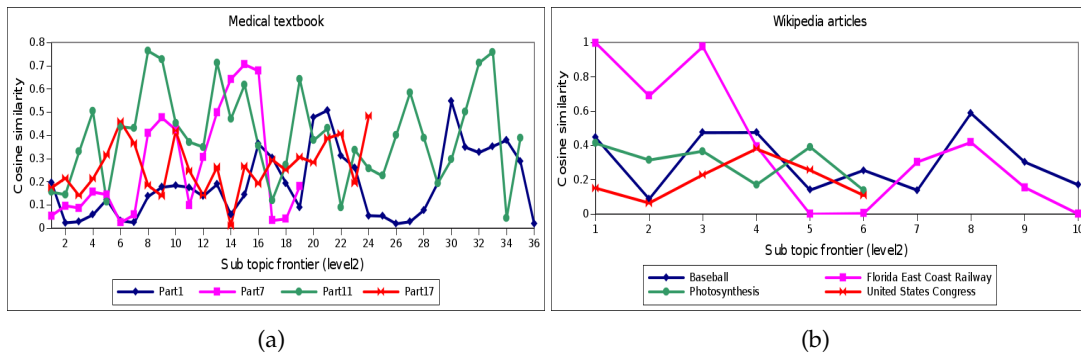 Medical textbook
Cosine similarity
0.8
0.7
0.6
0.5
0.4
0.3
0.2
0.1
0
2 4 6 8 10 12 14 16 18 20 22 24 26 28 30 32 34 36
Sub topic frontier (level2)
Part1 Part7 Part11 Part17
(a)
Wikipedia articles
Cosine similarity
1
0.8
0.6
0.4
0.2
0
1 2 3 4 5 6 7 8 9 10
Sub topic frontier (level2)
Baseball Florida East Coast Railway
Photosynthesis United States Congress
(b)